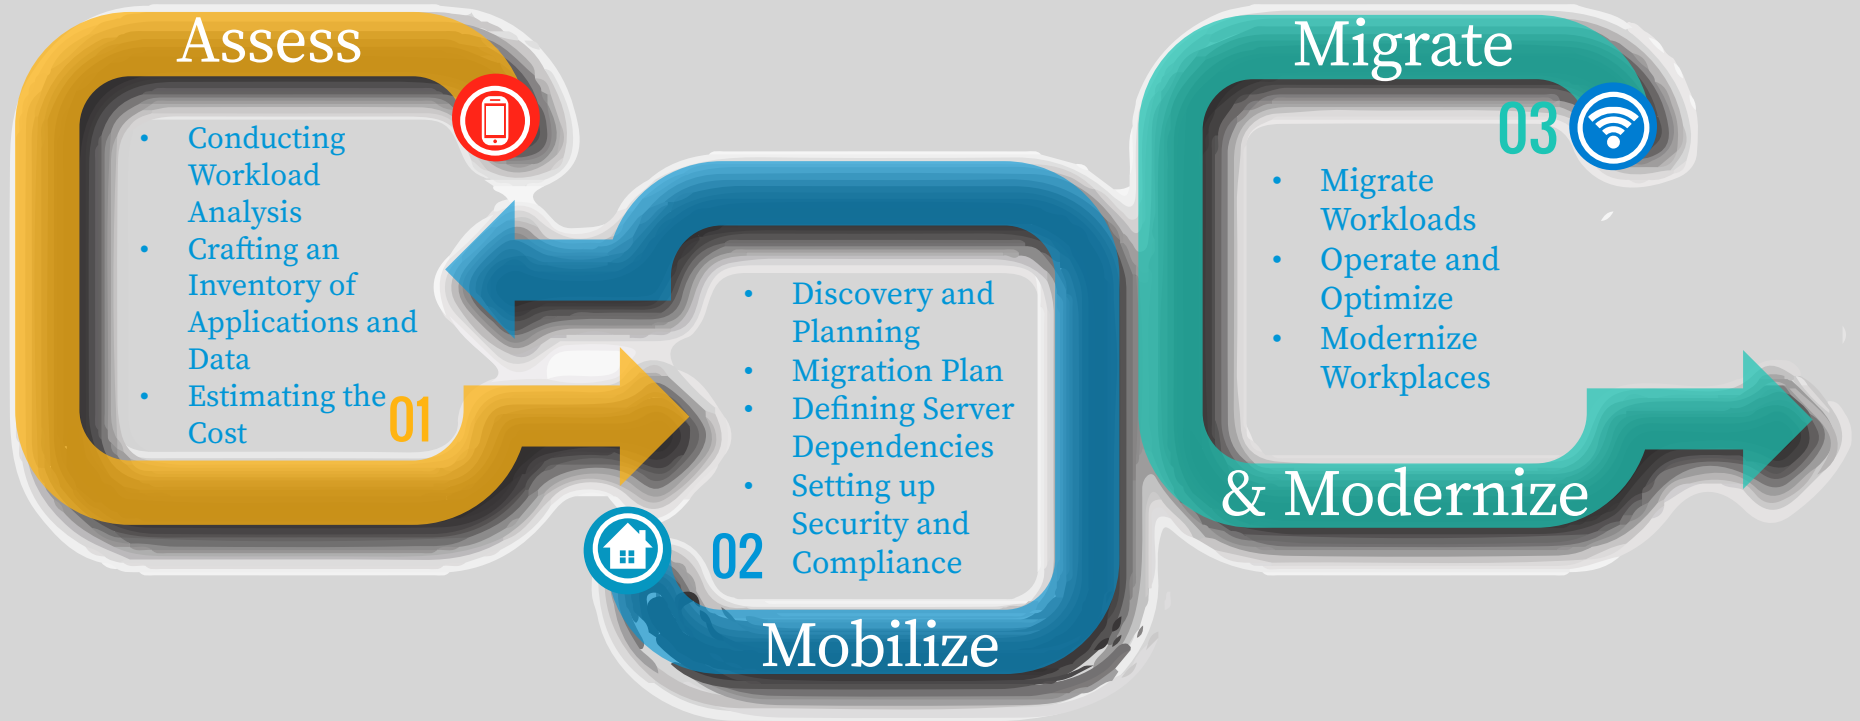 Assess
• Conducting
Workload
Analysis
• Crafting an
Inventory of
Applications and
Data
• Estimating the
Cost
01
• Discovery and
Planning
• Migration Plan
• Defining Server
Dependencies
• Setting up
Security and
Compliance
02
Mobilize
Migrate
03
• Migrate
Workloads
• Operate and
Optimize
• Modernize
Workplaces
& Modernize